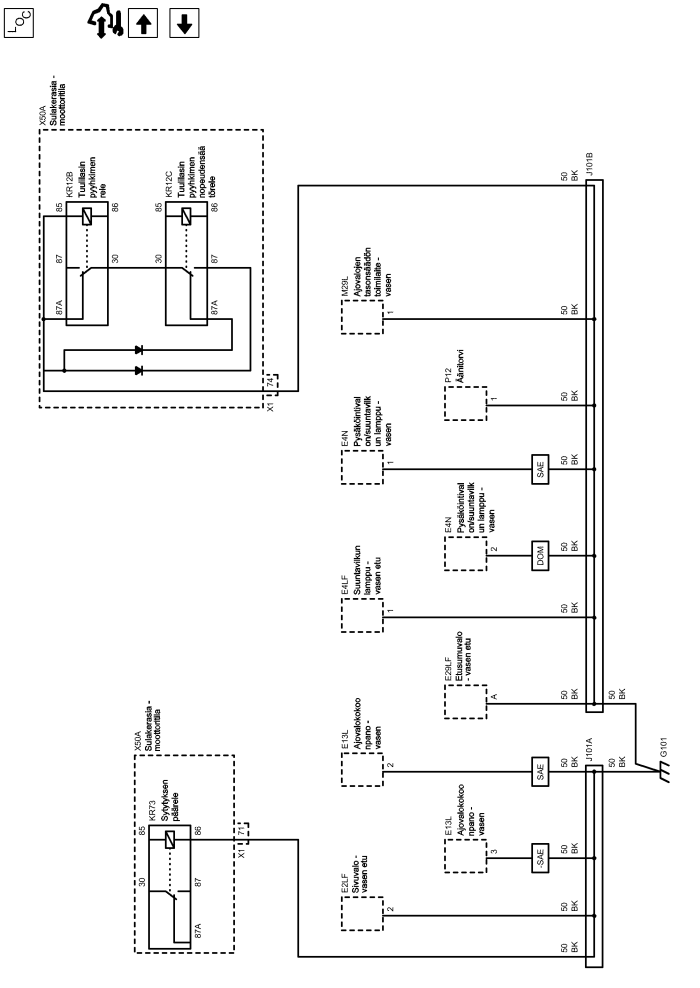 LOC
X50A
Sulakerasia -
moottoritila
KR12B
Tuulilasin
pyyhkimen
rele
85
86
87
30
87A
KR12C
Tuulilasin
pyyhkimen
nopeudensää
törele
85
86
30
87
87A
74
X1
50
BK
J101B
M29L
Ajovalojen
tasonsäädön
toimilaite -
vasen
1
50
BK
P12
Äänitorvi
1
50
BK
E4N
Pysäköintival
on/suuntavilk
un lamppu -
vasen
1
SAE
50
BK
E4N
Pysäköintival
on/suuntavilk
un lamppu -
vasen
2
DOM
50
BK
E4LF
Suuntavilkun
lamppu -
vasen etu
1
50
BK
E29LF
Etusumuvalo
- vasen etu
A
50
BK
50
BK
X50A
Sulakerasia -
moottoritila
KR73
Sytytyksen
päärele
85
86
30
87
87A
X1
71
E13L
Ajovalokokoo
npano -
vasen
2
SAE
50
BK
J101A
50
BK
G101
E13L
Ajovalokokoo
npano -
vasen
3
-SAE
50
BK
E2LF
Sivuvalo -
vasen etu
2
50
BK
50
BK